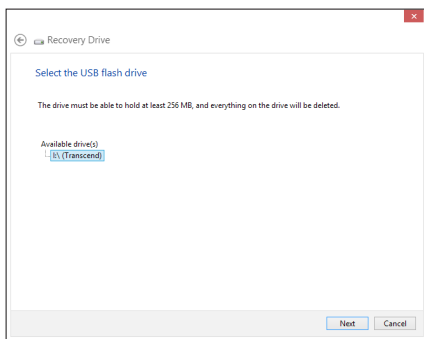 Recovery Drive
Select the USB flash drive
The drive must be able to hold at least 256 MB, and everything on the drive will be deleted.
Available drive(s)
I:\ (Transcend)
Next
Cancel